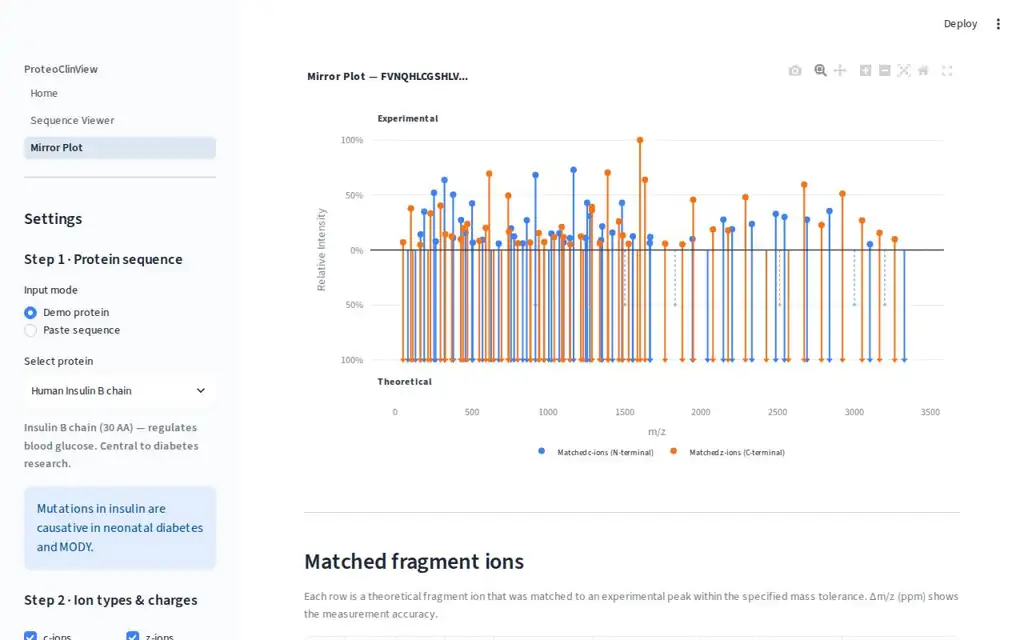 Deploy
ProteoClinView
Home
Sequence Viewer
Mirror Plot
Settings
Step 1 · Protein sequence
Input mode
Demo protein
Paste sequence
Select protein
Human Insulin B chain
Insulin B chain (30 AA) — regulates
blood glucose. Central to diabetes
research.
Mutations in insulin are
causative in neonatal diabetes
and MODY.
Step 2 · Ion types & charges
c-ions
z-ions
Mirror Plot — FVNQHLCGSHLV...
Experimental
100%
50%
0%
50%
100%
Relative Intensity
Theoretical
0 500 1000 1500 2000 2500 3000 3500
m/z
Matched c-ions (N-terminal) Matched z-ions (C-terminal)
Matched fragment ions
Each row is a theoretical fragment ion that was matched to an experimental peak within the specified mass tolerance. Δm/z (ppm) shows
the measurement accuracy.